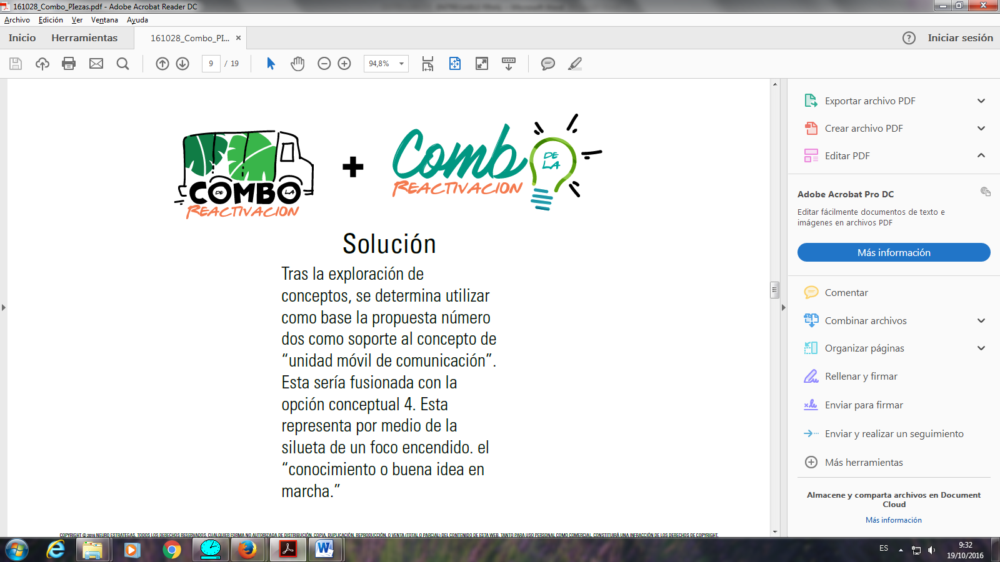 161028_Combo_PIezas.pdf - Adobe Acrobat Reader DC
Archivo Edición Ver Ventana Ayuda
Inicio Herramientas 161028_Combo_PI... × Iniciar sesión
9 / 19 94,8%
COMBO
DE LA
REACTIVACION
+
Comb
DE
LA
REACTIVACION
Solución
Tras la exploración de
conceptos, se determina utilizar
como base la propuesta número
dos como soporte al concepto de
“unidad móvil de comunicación”.
Esta sería fusionada con la
opción conceptual 4. Esta
representa por medio de la
silueta de un foco encendido. el
“conocimiento o buena idea en
marcha.”
COPYRIGHT © 2016 NEURO ESTRATEGAS. TODOS LOS DERECHOS RESERVADOS. CUALQUIER FORMA NO AUTORIZADA DE DISTRIBUCIÓN, COPIA, DUPLICACIÓN, REPRODUCCIÓN, O VENTA (TOTAL O PARCIAL) DEL CONTENIDO DE ESTA WEB, TANTO PARA USO PERSONAL COMO COMERCIAL, CONSTITUIRÁ UNA INFRACCIÓN DE LOS DERECHOS DE COPYRIGHT.
Exportar archivo PDF
Crear archivo PDF
Editar PDF
Adobe Acrobat Pro DC
Editar fácilmente documentos de texto e
imágenes en archivos PDF
Más información
Comentar
Combinar archivos
Organizar páginas
Rellenar y firmar
Enviar para firmar
Enviar y realizar un seguimiento
Más herramientas
Almacene y comparta archivos en Document
Cloud
Más información
ES
9:32
19/10/2016